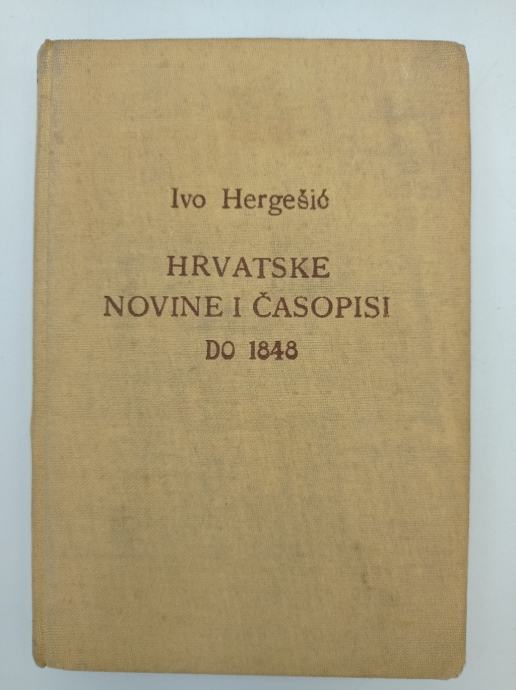 Ivo Hergešić
HRVATSKE
NOVINE I ČASOPISI
DO 1848